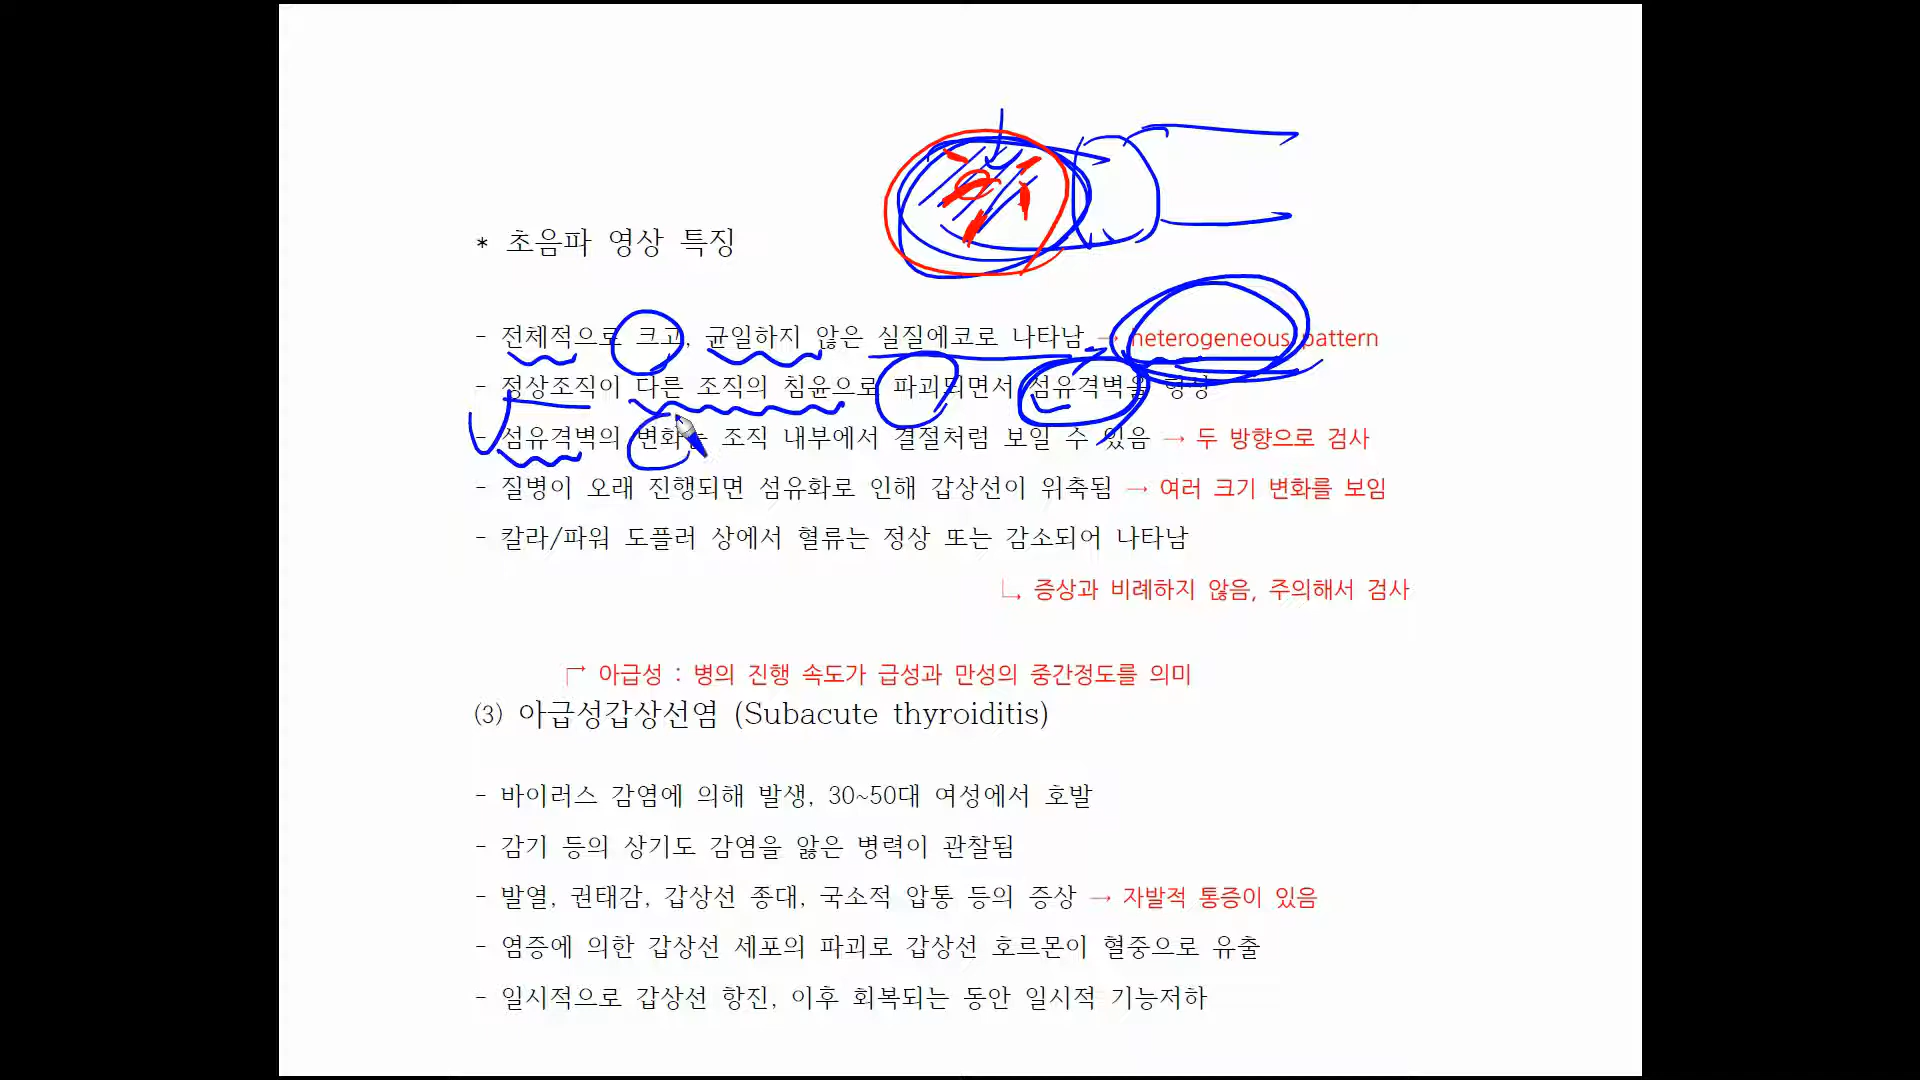 * 초음파 영상 특징
- 전체적으로 크고, 균일하지 않은 실질에코로 나타남 → heterogeneous pattern
- 정상조직이 다른 조직의 침윤으로 파괴되면서 섬유격벽을 형성
- 섬유격벽의 변화는 조직 내부에서 결절처럼 보일 수 있음 → 두 방향으로 검사
- 질병이 오래 진행되면 섬유화로 인해 갑상선이 위축됨 → 여러 크기 변화를 보임
- 칼라/파워 도플러 상에서 혈류는 정상 또는 감소되어 나타남
증상과 비례하지 않음, 주의해서 검사
아급성 : 병의 진행 속도가 급성과 만성의 중간정도를 의미
(3) 아급성갑상선염 (Subacute thyroiditis)
- 바이러스 감염에 의해 발생, 30~50대 여성에서 호발
- 감기 등의 상기도 감염을 앓은 병력이 관찰됨
- 발열, 권태감, 갑상선 종대, 국소적 압통 등의 증상 → 자발적 통증이 있음
- 염증에 의한 갑상선 세포의 파괴로 갑상선 호르몬이 혈중으로 유출
- 일시적으로 갑상선 항진, 이후 회복되는 동안 일시적 기능저하